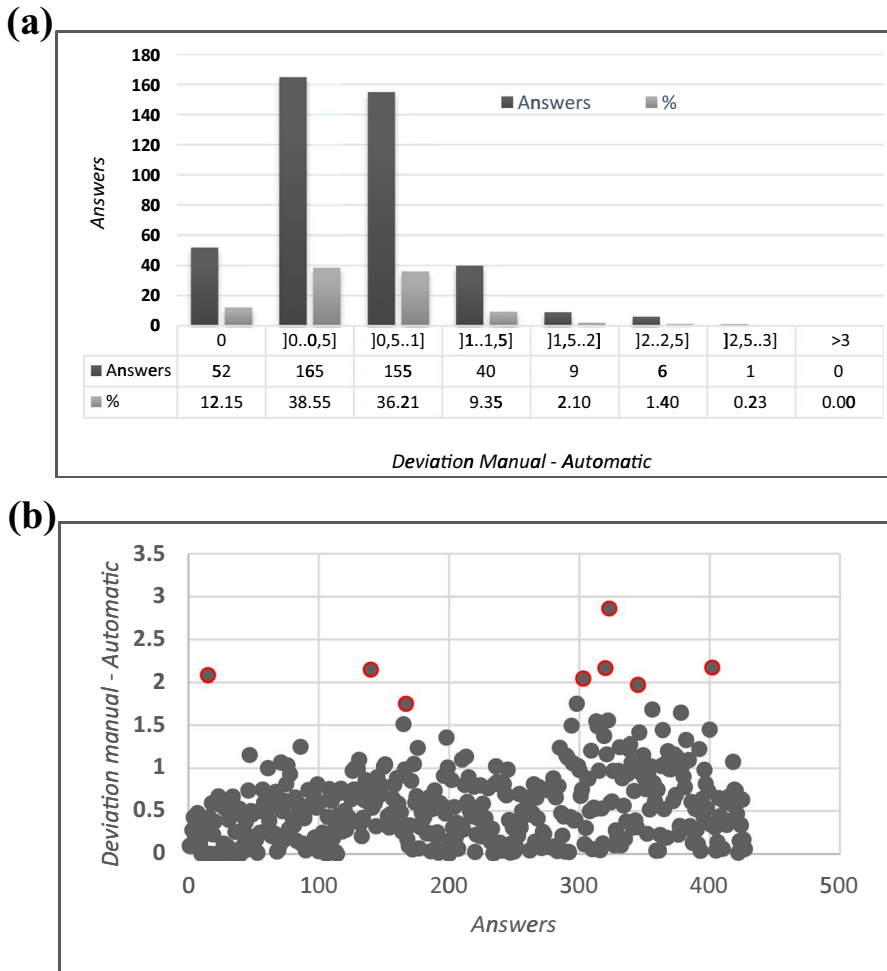 (a)
180
160
140
120
100
80
60
40
20
0
Answers
Answers %
0 ]0..0,5] ]0,5..1] ]1..1,5] ]1,5..2] ]2..2,5] ]2,5..3] >3
Answers 52 165 155 40 9 6 1 0
% 12.15 38.55 36.21 9.35 2.10 1.40 0.23 0.00
Deviation Manual - Automatic
(b)
Deviation manual - Automatic
3.5
3
2.5
2
1.5
1
0.5
0
0 100 200 300 400 500
Answers